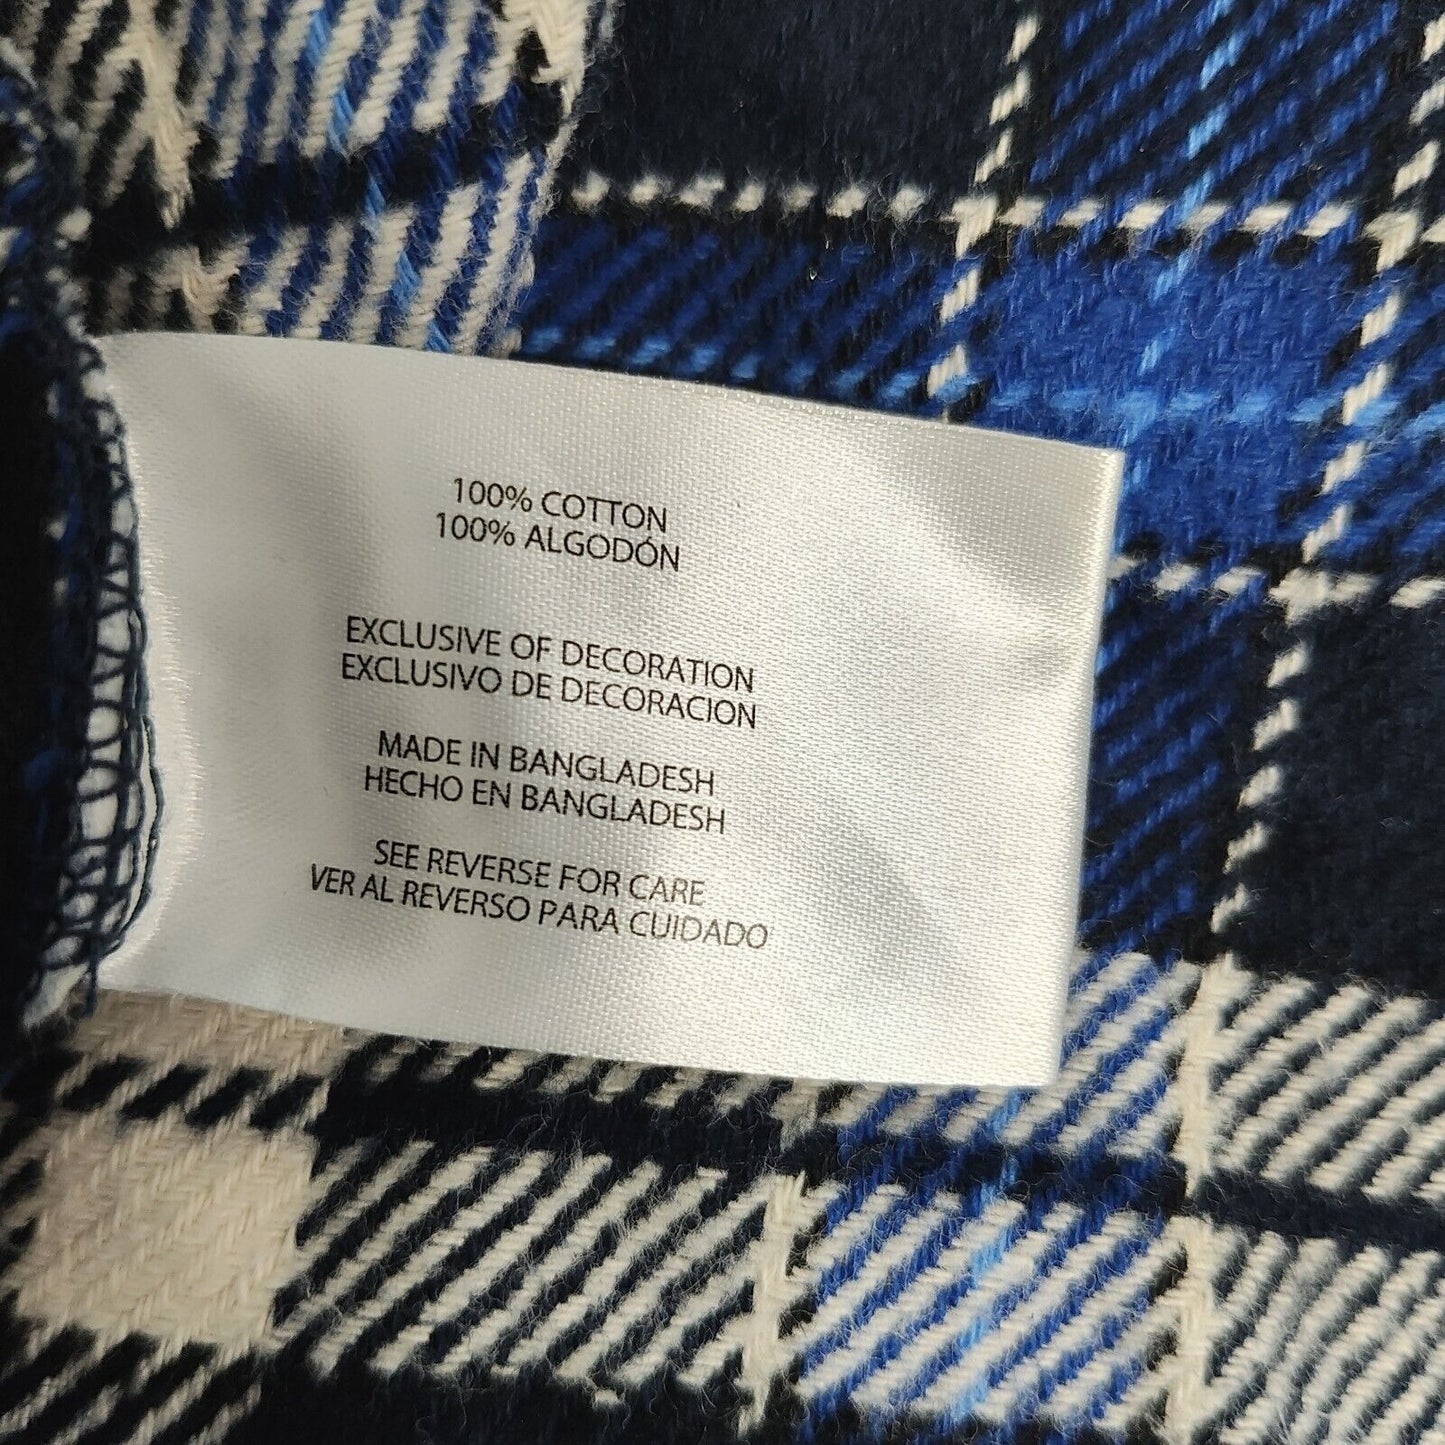 100% COTTON
100% ALGODÓN
EXCLUSIVE OF DECORATION
EXCLUSIVO DE DECORACION
MADE IN BANGLADESH
HECHO EN BANGLADESH
SEE REVERSE FOR CARE
VER AL REVERSO PARA CUIDADO